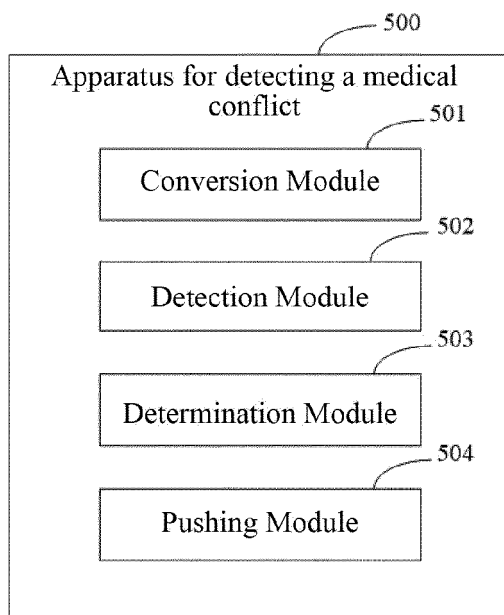 500
Apparatus for detecting a medical
conflict
501
Conversion Module
502
Detection Module
503
Determination Module
504
Pushing Module